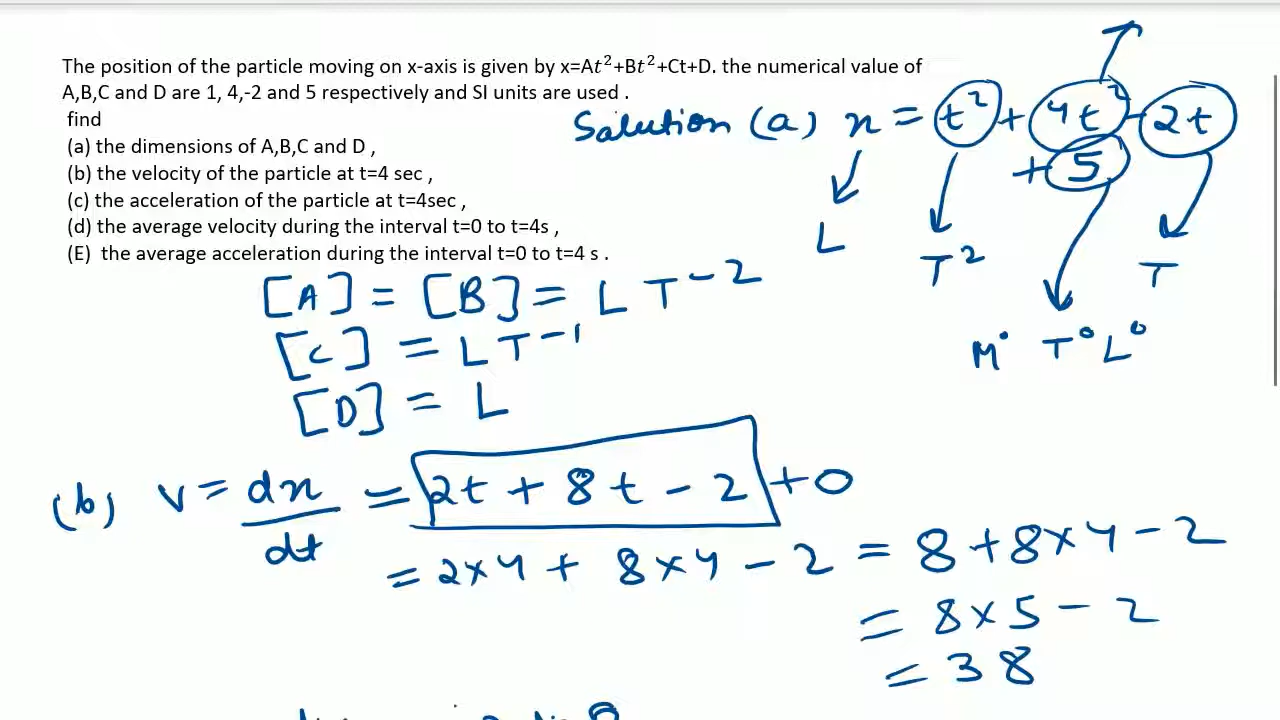 The position of the particle moving on x-axis is given by x=At²+Bt²+Ct+D. the numerical value of
A,B,C and D are 1, 4,-2 and 5 respectively and SI units are used .
find
(a) the dimensions of A,B,C and D ,
(b) the velocity of the particle at t=4 sec ,
(c) the acceleration of the particle at t=4sec ,
(d) the average velocity during the interval t=0 to t=4s ,
(E) the average acceleration during the interval t=0 to t=4 s .
Salution (a) x = t² + 4t² - 2t
+ 5
L
T²
T
M° T° L°
[A] = [B] = L T⁻²
[C] = L T⁻¹
[D] = L
(b) v = dx/dt = 2t + 8t - 2 + 0
= 2×4 + 8×4 - 2 = 8 + 8×4 - 2
= 8×5 - 2
= 38